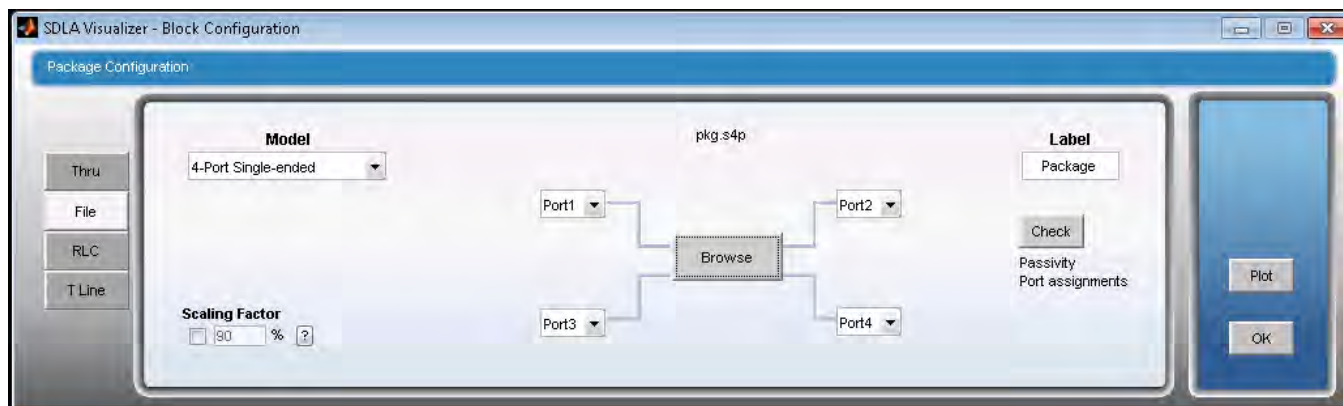 SDLA Visualizer - Block Configuration
Package Configuration
Thru
File
RLC
T Line
Model
4-Port Single-ended
Scaling Factor
90 % ?
pkg.s4p
Port1
Port2
Browse
Port3
Port4
Label
Package
Check
Passivity
Port assignments
Plot
OK